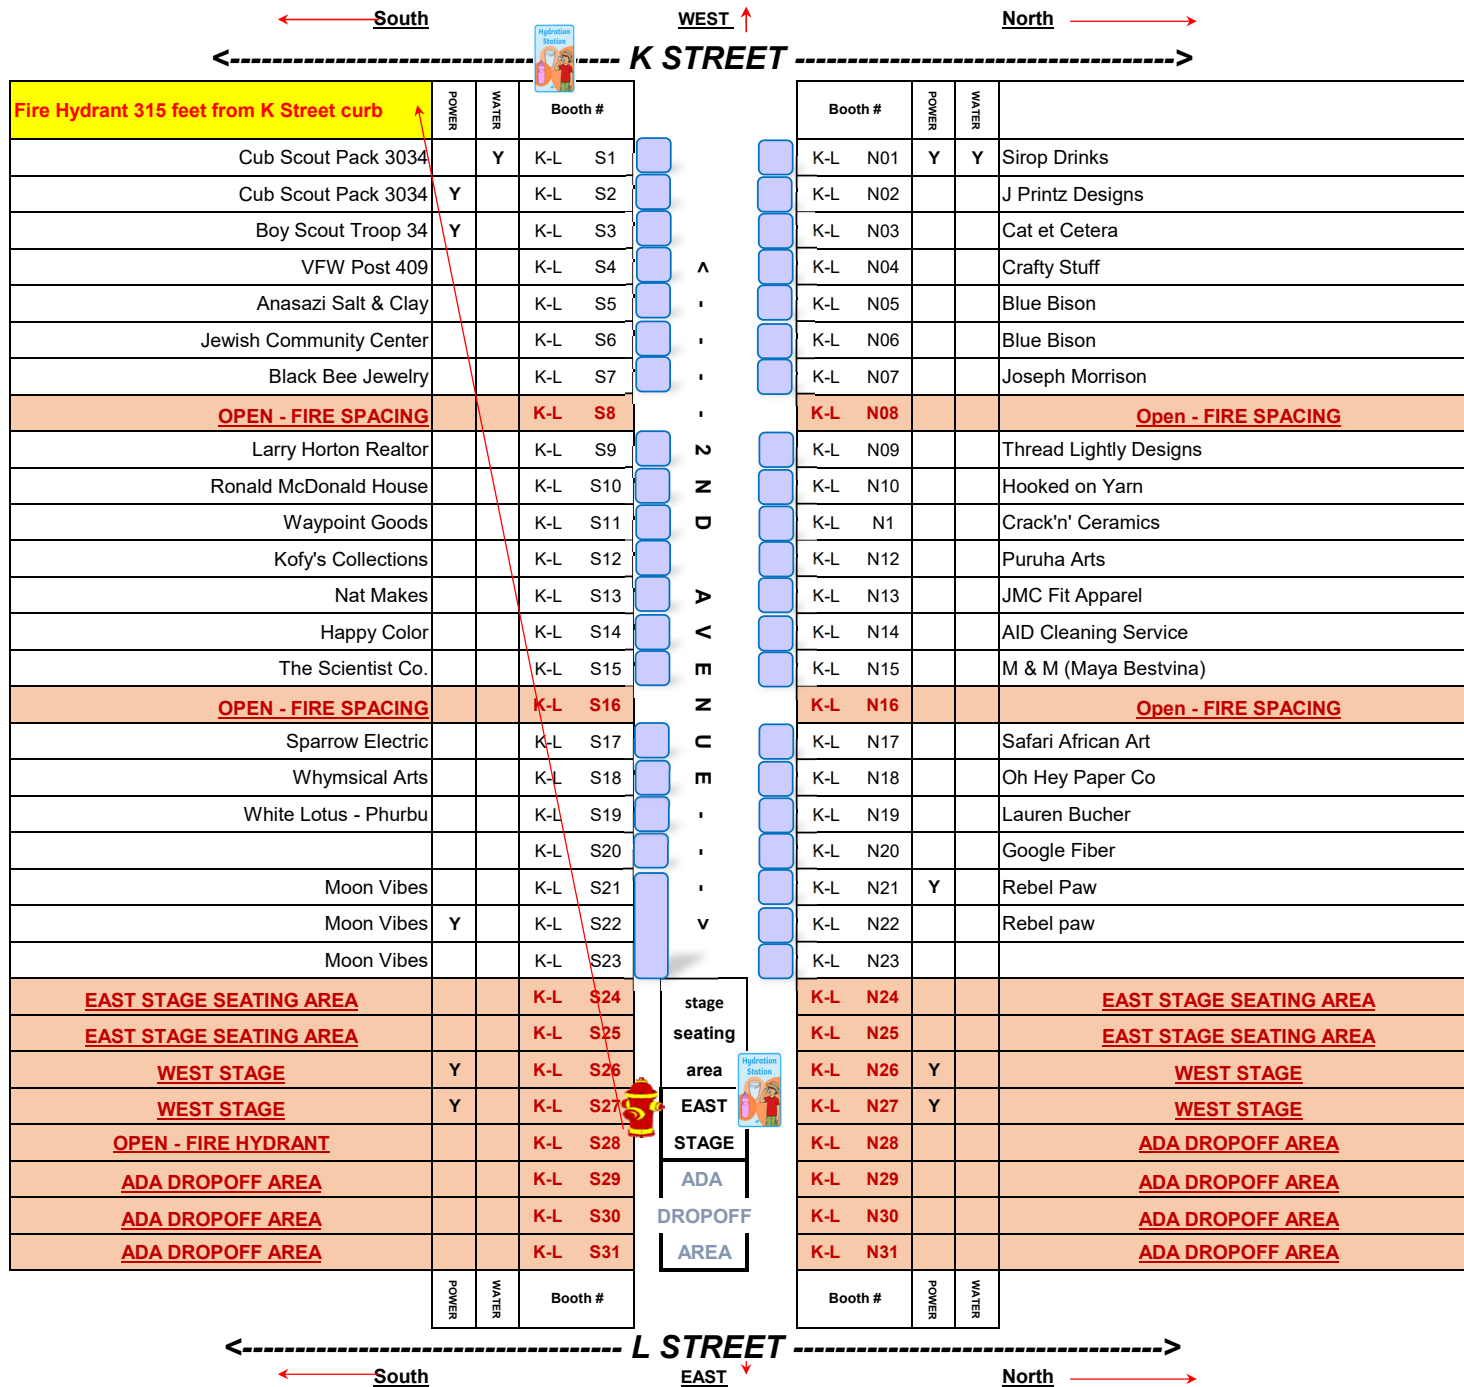 South WEST North
Hydration
Station
<------------------------------- K STREET ------------------------------>
Fire Hydrant 315 feet from K Street curb POWER WATER Booth # Booth # POWER WATER
Cub Scout Pack 3034 Y K-L S1 K-L N01 Y Y Sirop Drinks
Cub Scout Pack 3034 Y K-L S2 K-L N02 J Printz Designs
Boy Scout Troop 34 Y K-L S3 K-L N03 Cat et Cetera
VFW Post 409 K-L S4 K-L N04 Crafty Stuff
Anasazi Salt & Clay K-L S5 K-L N05 Blue Bison
Jewish Community Center K-L S6 K-L N06 Blue Bison
Black Bee Jewelry K-L S7 K-L N07 Joseph Morrison
OPEN - FIRE SPACING K-L S8 K-L N08 Open - FIRE SPACING
Larry Horton Realtor K-L S9 K-L N09 Thread Lightly Designs
Ronald McDonald House K-L S10 K-L N10 Hooked on Yarn
Waypoint Goods K-L S11 K-L N1 Crack'n' Ceramics
Kofy's Collections K-L S12 K-L N12 Puruha Arts
Nat Makes K-L S13 K-L N13 JMC Fit Apparel
Happy Color K-L S14 K-L N14 AID Cleaning Service
The Scientist Co. K-L S15 K-L N15 M & M (Maya Bestvina)
OPEN - FIRE SPACING K-L S16 K-L N16 Open - FIRE SPACING
Sparrow Electric K-L S17 K-L N17 Safari African Art
Whymsical Arts K-L S18 K-L N18 Oh Hey Paper Co
White Lotus - Phurbu K-L S19 K-L N19 Lauren Bucher
K-L S20 K-L N20 Google Fiber
Moon Vibes K-L S21 K-L N21 Y Rebel Paw
Moon Vibes Y K-L S22 K-L N22 Rebel paw
Moon Vibes K-L S23 K-L N23
<----2ND AVENUE--->
EAST STAGE SEATING AREA K-L S24 stage K-L N24 EAST STAGE SEATING AREA
EAST STAGE SEATING AREA K-L S25 seating K-L N25 EAST STAGE SEATING AREA
WEST STAGE Y K-L S26 area K-L N26 Y WEST STAGE
Hydration
Station
WEST STAGE Y K-L S27 EAST K-L N27 Y WEST STAGE
OPEN - FIRE HYDRANT K-L S28 STAGE K-L N28 ADA DROPOFF AREA
ADA DROPOFF AREA K-L S29 ADA K-L N29 ADA DROPOFF AREA
ADA DROPOFF AREA K-L S30 DROPOFF K-L N30 ADA DROPOFF AREA
ADA DROPOFF AREA K-L S31 AREA K-L N31 ADA DROPOFF AREA
POWER WATER Booth # Booth # POWER WATER
<------------------------------ L STREET ----------------------------->
South EAST North